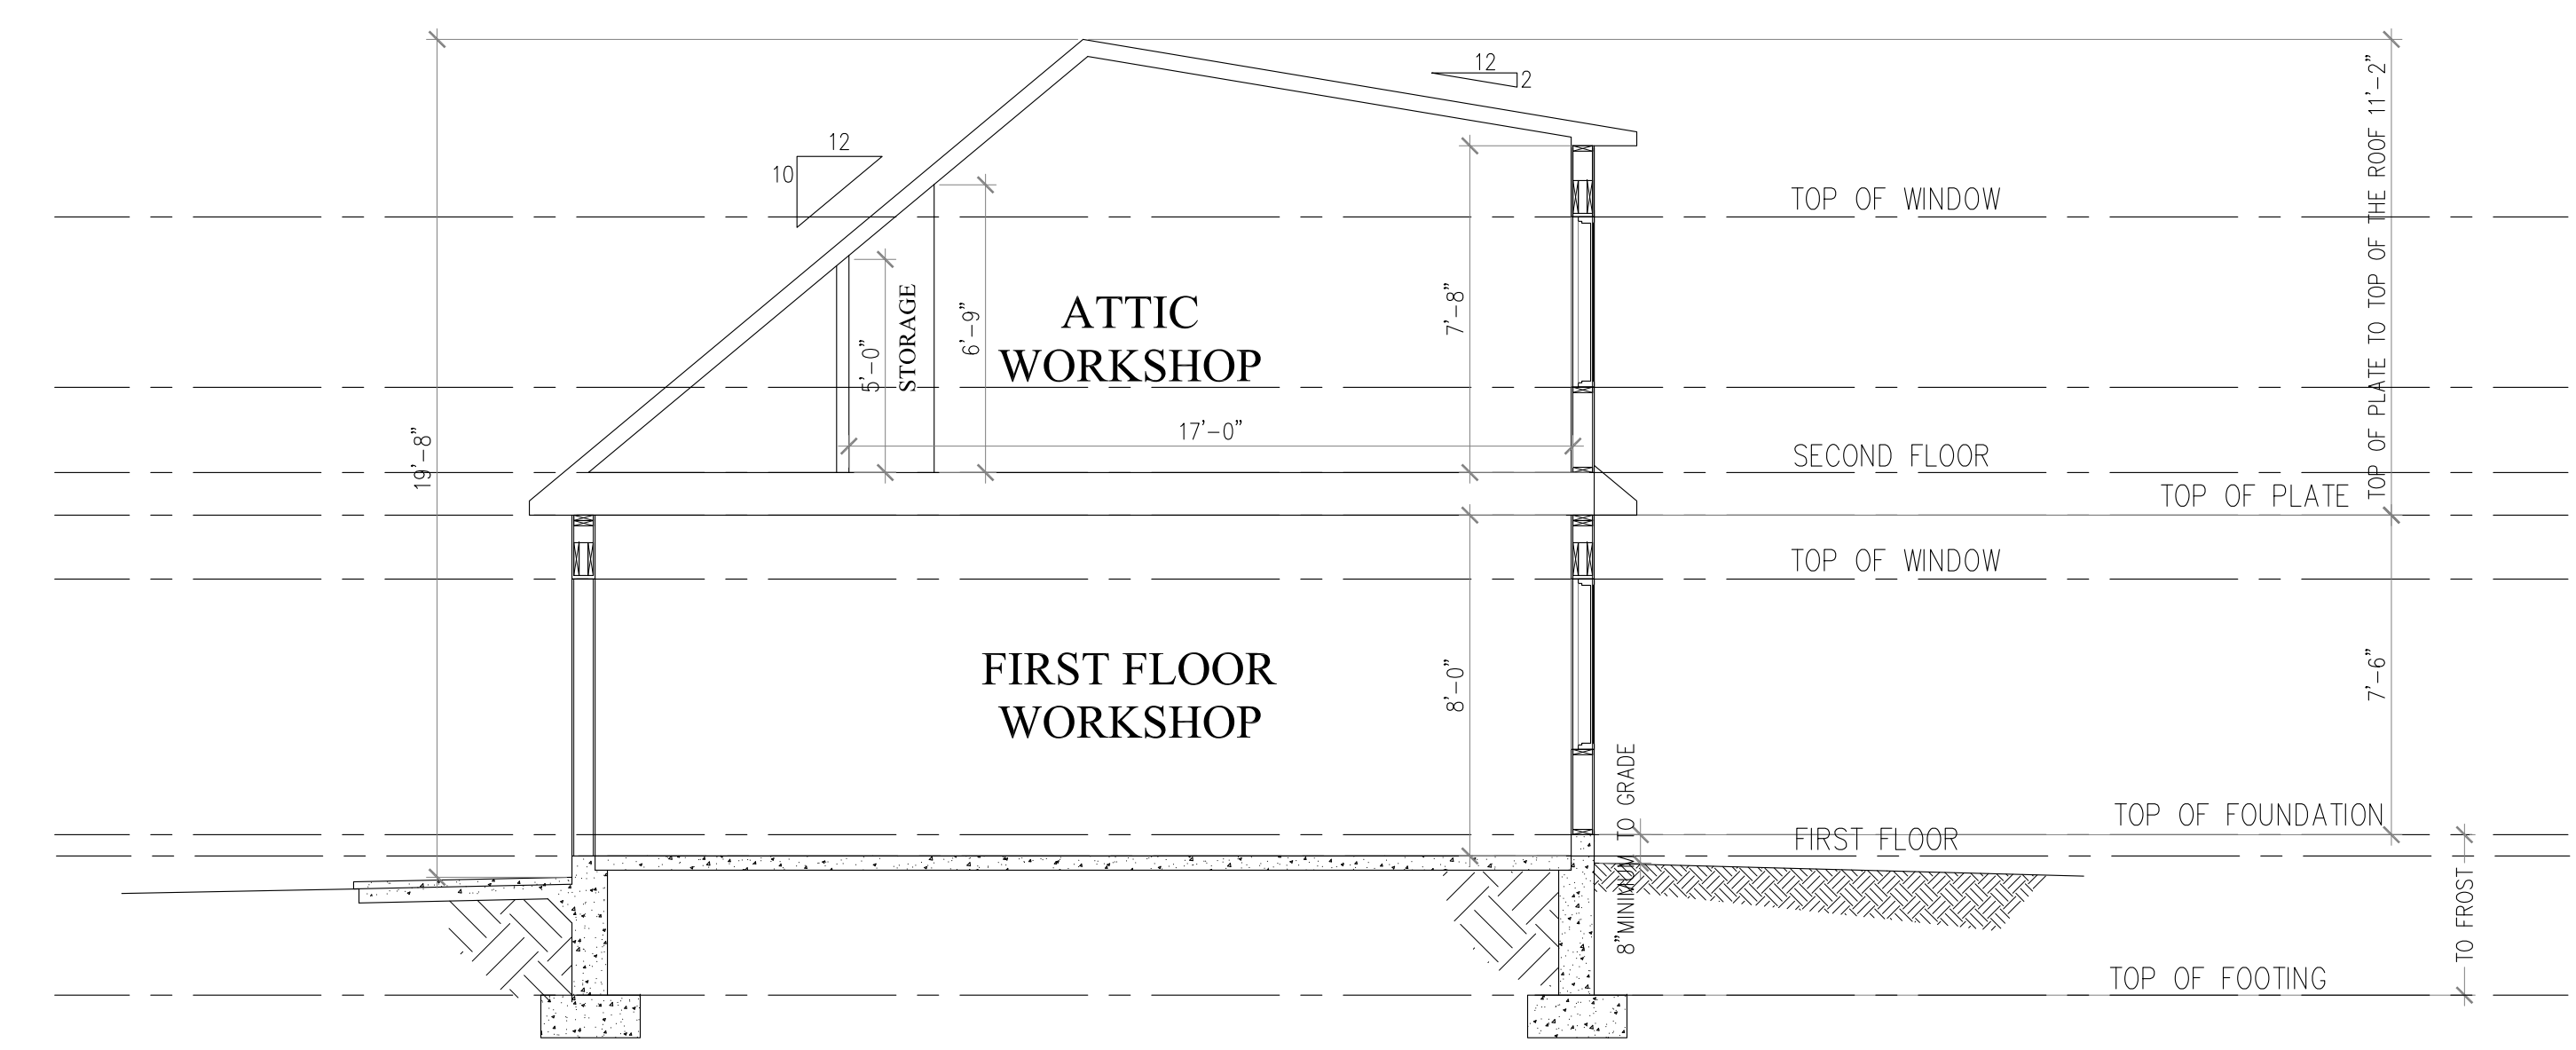 12
2
12
10
TOP OF WINDOW
TOP OF PLATE TO TOP OF THE ROOF 11'-2"
ATTIC
WORKSHOP
STORAGE
5'-0"
6'-9"
7'-8"
17'-0"
19'-8"
SECOND FLOOR
TOP OF PLATE
TOP OF WINDOW
FIRST FLOOR
WORKSHOP
8'-0"
7'-6"
8"MINIMUM TO GRADE
TOP OF FOUNDATION
FIRST FLOOR
TO FROST
TOP OF FOOTING